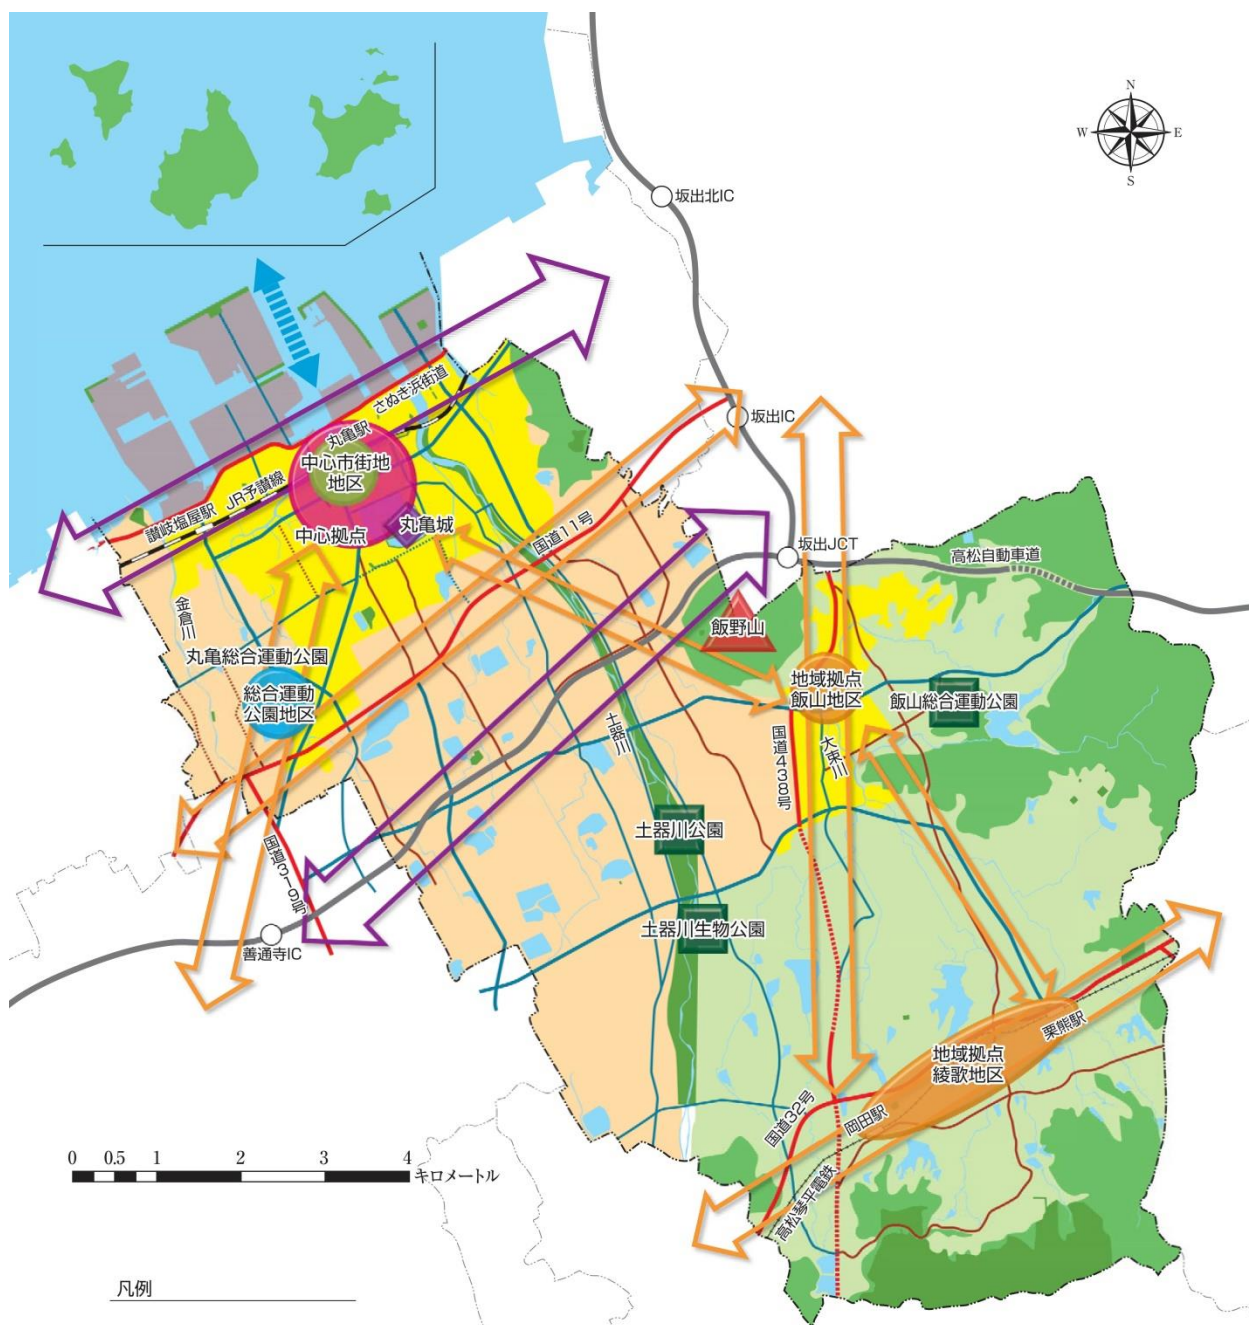 N
W
E
S
坂出北IC
さぬき浜街道
丸亀駅
中心市街地
地区
坂出IC
讃岐塩屋駅
JR予讃線
中心拠点
丸亀城
国道11号
坂出JCT
高松自動車道
金倉川
飯野山
丸亀総合運動公園
総合運動
公園地区
地域拠点
飯山地区
飯山総合運動公園
土器川
国道438号
大束川
土器川公園
国道319号
土器川生物公園
善通寺IC
栗熊駅
地域拠点
綾歌地区
岡田駅
国道32号
高松琴平電鉄
0 0.5 1 2 3 4
キロメートル
凡例